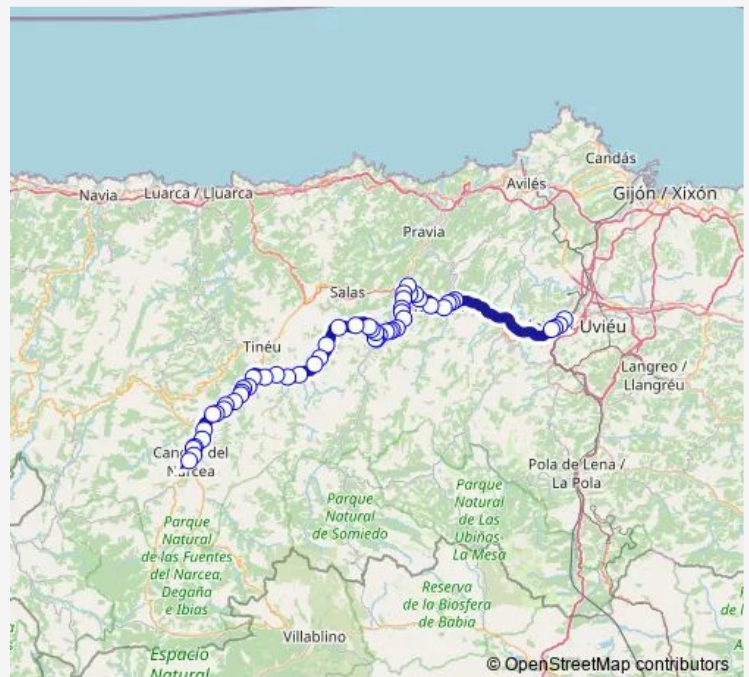 Candás
Navia
Luarca / Ḷḷuarca
Avilés
Gijón / Xixón
Pravia
Salas
Uviéu
Tinéu
Langreo /
Llangréu
Cangas del
Narcea
Pola de Lena /
La Pola
Parque
Natural
de las Fuentes
del Narcea,
Degaña
e Ibias
Parque
Natural
de Somiedo
Parque
Natural
de Las
Ubiñas-
La Mesa
Reserva
de la Biosfera
de Babia
Villablino
Espacio
Natural
© OpenStreetMap contributors